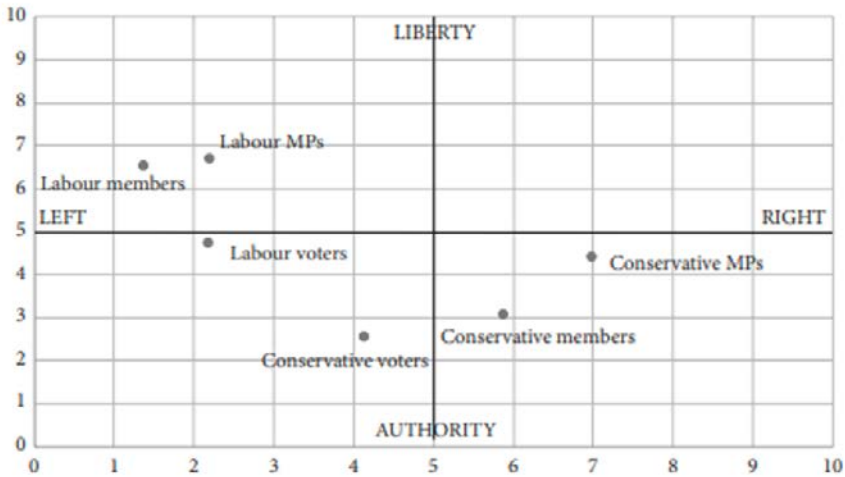 10
LIBERTY
9
8
7
Labour MPs
Labour members
6
LEFT
RIGHT
5
Labour voters
Conservative MPs
4
3
Conservative members
Conservative voters
2
1
AUTHORITY
0
0 1 2 3 4 5 6 7 8 9 10